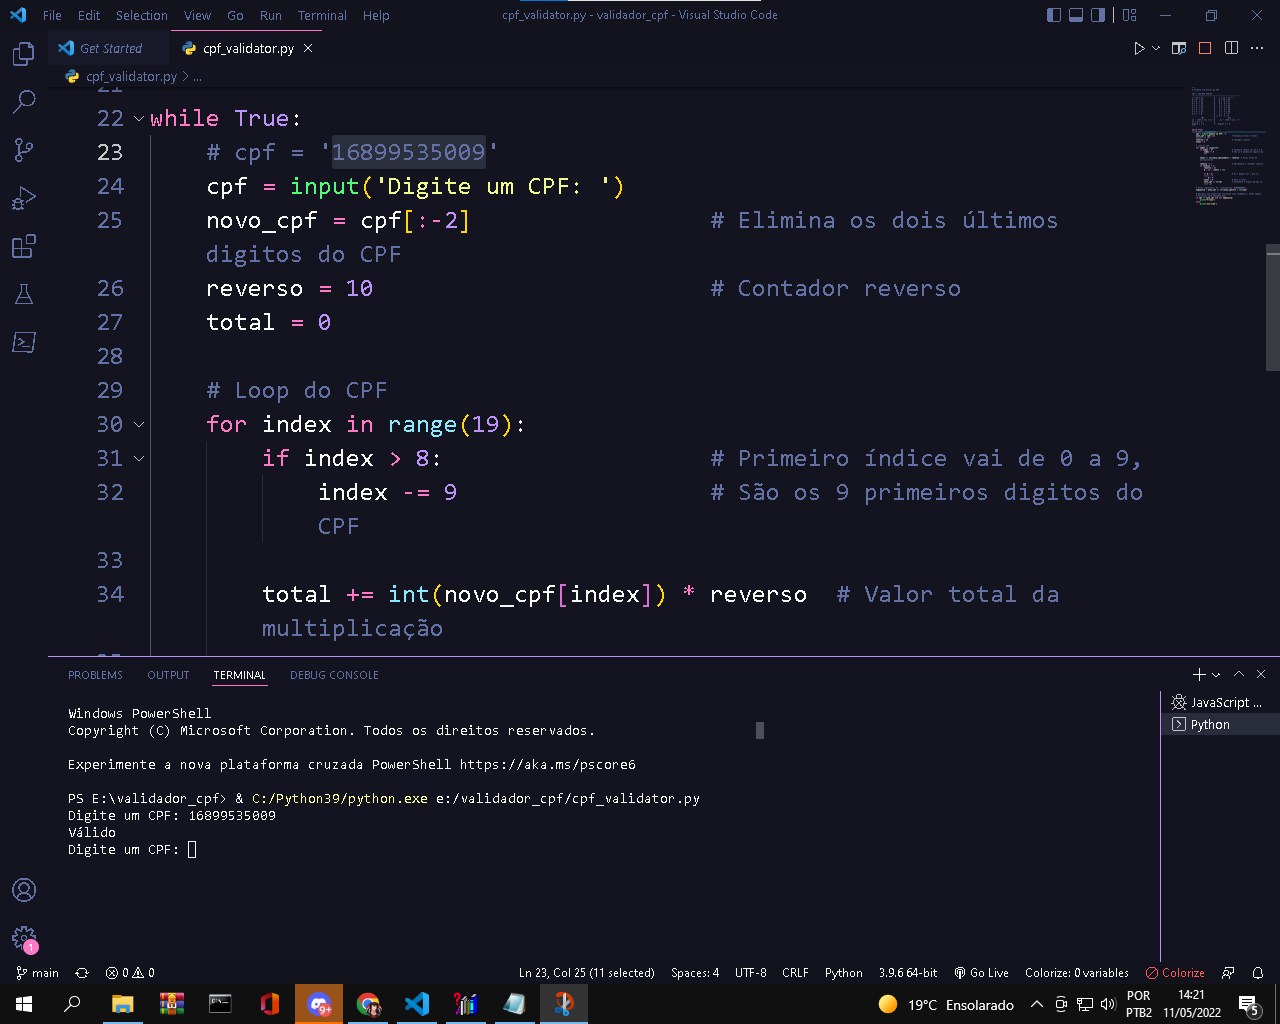 File Edit Selection View Go Run Terminal Help cpf_validator.py - validador_cpf - Visual Studio Code
Get Started cpf_validator.py
cpf_validator.py > ...
21
22 while True:
23 # cpf = '16899535009'
24 cpf = input('Digite um CPF: ')
25 novo_cpf = cpf[:-2] # Elimina os dois últimos
digitos do CPF
26 reverso = 10 # Contador reverso
27 total = 0
28
29 # Loop do CPF
30 for index in range(19):
31 if index > 8: # Primeiro índice vai de 0 a 9,
32 index -= 9 # São os 9 primeiros digitos do
CPF
33
34 total += int(novo_cpf[index]) * reverso # Valor total da
multiplicação
PROBLEMS OUTPUT TERMINAL DEBUG CONSOLE
JavaScript ...
Python
Windows PowerShell
Copyright (C) Microsoft Corporation. Todos os direitos reservados.
Experimente a nova plataforma cruzada PowerShell https://aka.ms/pscore6
PS E:\validador_cpf> & C:/Python39/python.exe e:/validador_cpf/cpf_validator.py
Digite um CPF: 16899535009
Válido
Digite um CPF:
1
main 0 0 Ln 23, Col 25 (11 selected) Spaces: 4 UTF-8 CRLF Python 3.9.6 64-bit Go Live Colorize: 0 variables Colorize
9+ 19°C Ensolarado POR PTB2 14:21 11/05/2022 5